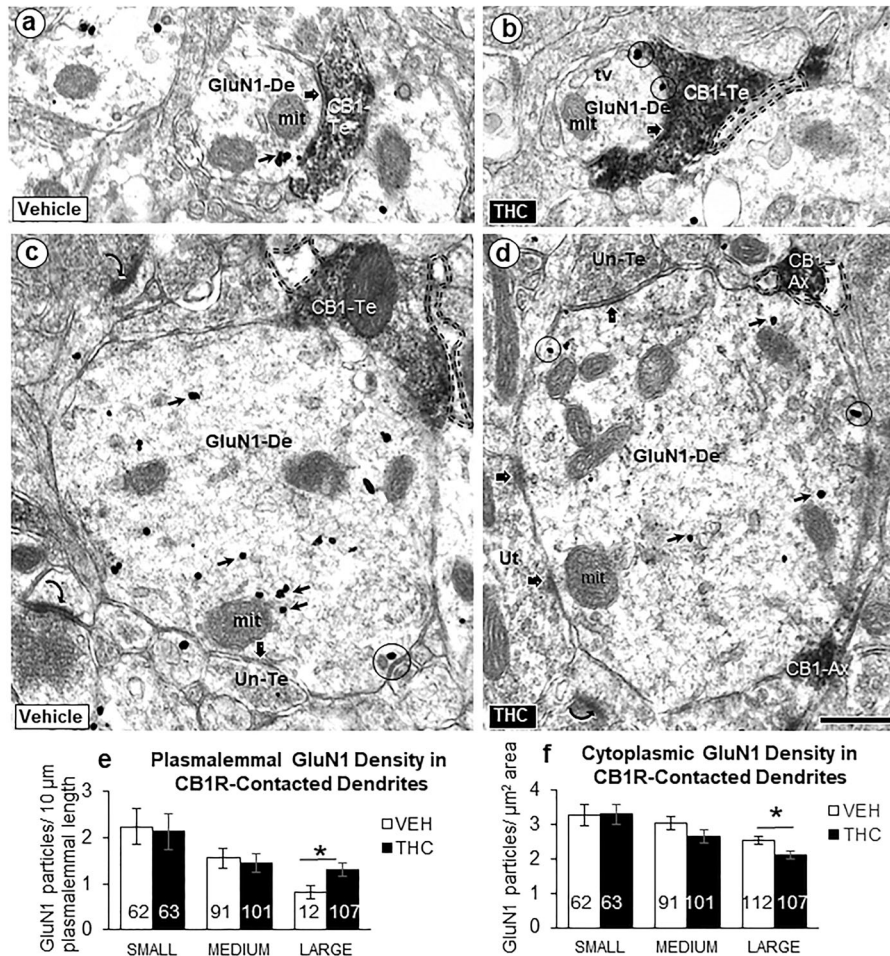 a
GluN1-De
CB1-
Te
mit
Vehicle
b
tv
GluN1-De
CB1-Te
mit
THC
c
CB1-Te
GluN1-De
mit
Un-Te
Vehicle
d
Un-Te
CB1
Ax
GluN1-De
Ut
mit
CB1-Ax
THC
e
Plasmalemmal GluN1 Density in
CB1R-Contacted Dendrites
GluN1 particles/ 10 µm
plasmalemmal length
3
2
1
0
62
63
91
101
12
107
*
VEH
THC
SMALL
MEDIUM
LARGE
f
Cytoplasmic GluN1 Density in
CB1R-Contacted Dendrites
GluN1 particles/ µm² area
4
3
2
1
0
62
63
91
101
112
107
*
VEH
THC
SMALL
MEDIUM
LARGE